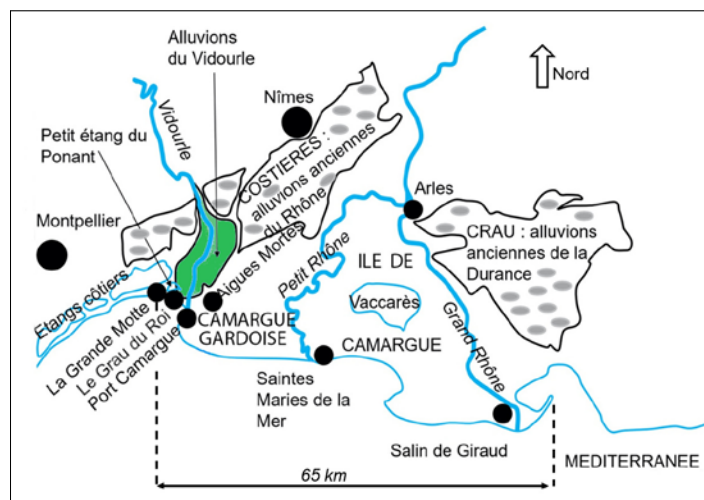 Alluvions
du Vidourle
Nord
Nîmes
Vidourle
Petit étang du
Ponant
COSTIERES :
alluvions anciennes
du Rhône
Montpellier
Arles
CRAU : alluvions
anciennes de la
Durance
Etangs côtiers
Aigues Mortes
Petit Rhône
ILE DE
Vaccarès
CAMARGUE
La Grande Motte
Le Grau du Roi
Port Camargue
CAMARGUE
GARDOISE
Grand Rhône
Saintes
Maries de la
Mer
Salin de Giraud
MEDITERRANEE
65 km